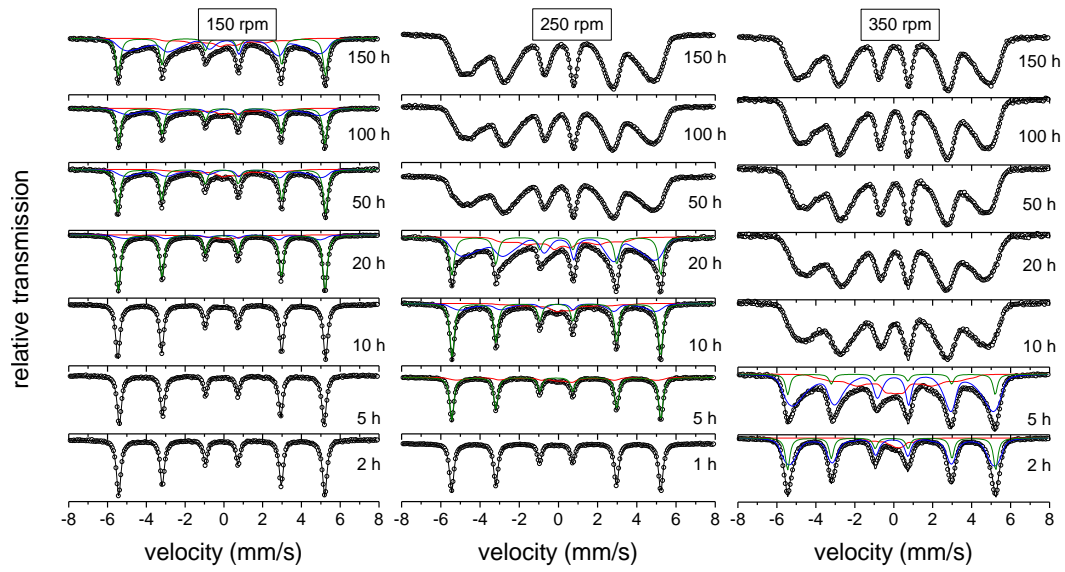 150 rpm
250 rpm
350 rpm
relative transmission
150 h
100 h
50 h
20 h
10 h
5 h
2 h
-8 -6 -4 -2 0 2 4 6 8
velocity (mm/s)
150 h
100 h
50 h
20 h
10 h
5 h
1 h
-8 -6 -4 -2 0 2 4 6 8
velocity (mm/s)
150 h
100 h
50 h
20 h
10 h
5 h
2 h
-8 -6 -4 -2 0 2 4 6 8
velocity (mm/s)